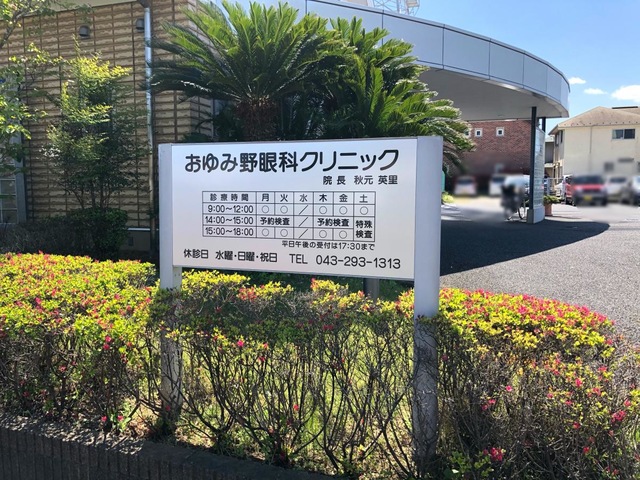 おゆみ野眼科クリニック
院長 秋元 英里
診療時間 月 火 水 木 金 土
9:00〜12:00 ○ ○ ／ ○ ○ ○
14:00〜15:00 予約検査 ／ 予約検査 特殊検査
15:00〜18:00 ○ ○ ／ ○ ○
平日午後の受付は17:30まで
休診日 水曜・日曜・祝日 TEL 043-293-1313